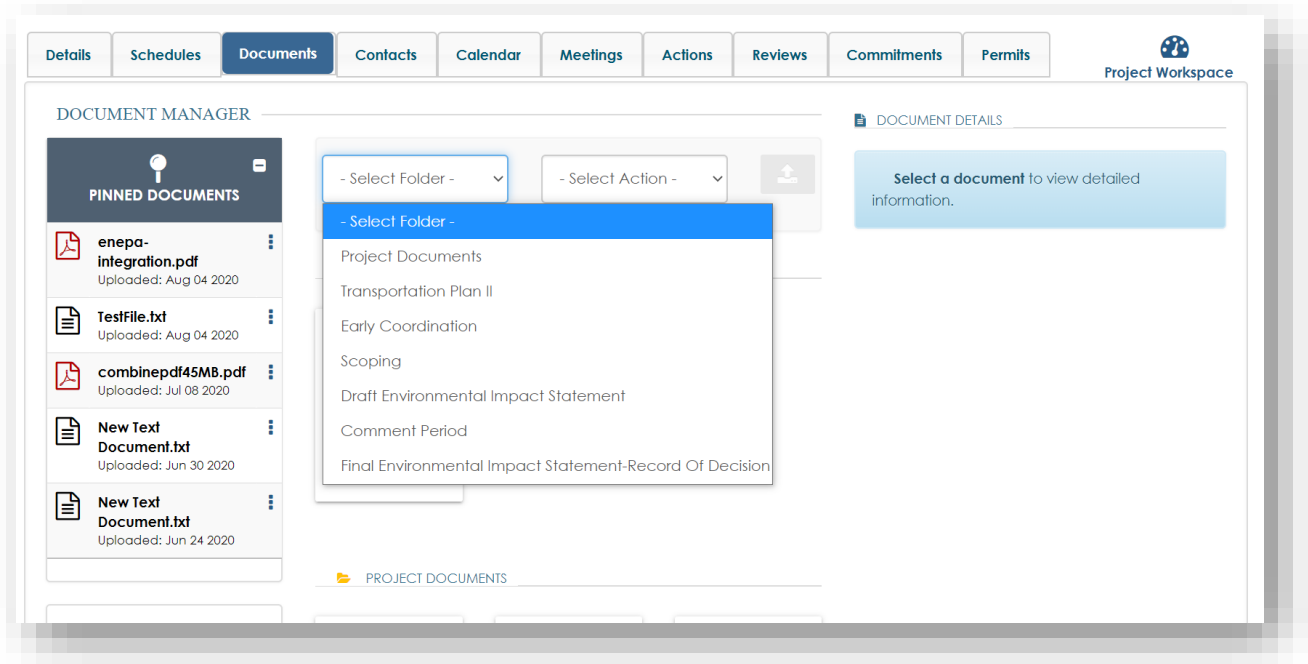 Details
Schedules
Documents
Contacts
Calendar
Meetings
Actions
Reviews
Commitments
Permits
Project Workspace
DOCUMENT MANAGER
PINNED DOCUMENTS
enepa-
integration.pdf
Uploaded: Aug 04 2020
TestFile.txt
Uploaded: Aug 04 2020
combinepdf45MB.pdf
Uploaded: Jul 08 2020
New Text
Document.txt
Uploaded: Jun 30 2020
New Text
Document.txt
Uploaded: Jun 24 2020
- Select Folder -
- Select Action -
- Select Folder -
Project Documents
Transportation Plan II
Early Coordination
Scoping
Draft Environmental Impact Statement
Comment Period
Final Environmental Impact Statement-Record Of Decision
PROJECT DOCUMENTS
DOCUMENT DETAILS
Select a document to view detailed
information.